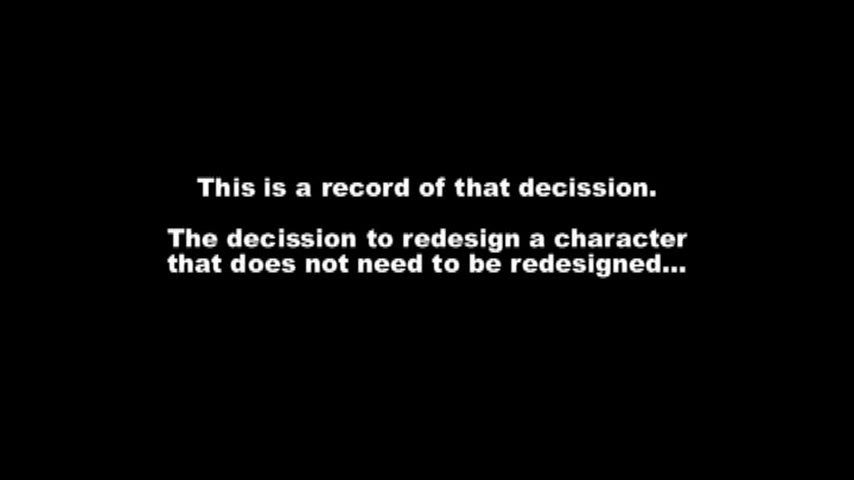 This is a record of that decission.
The decission to redesign a character
that does not need to be redesigned...